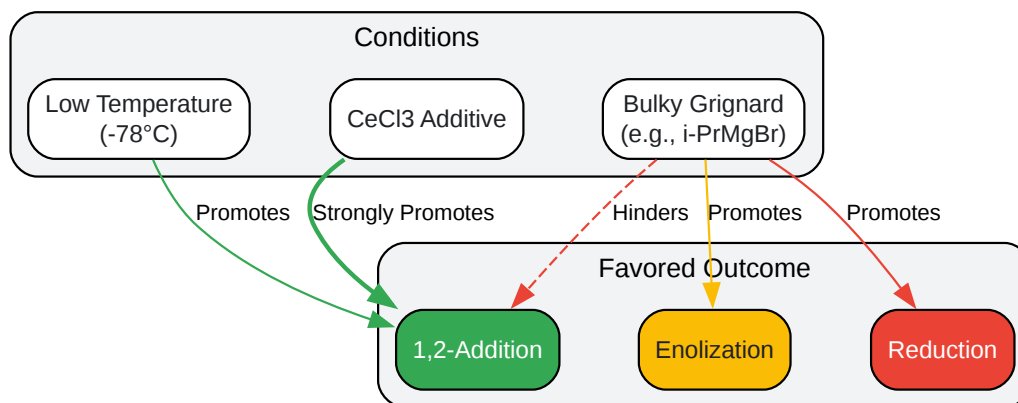 Conditions
Low Temperature
(-78°C)
CeCl3 Additive
Bulky Grignard
(e.g., i-PrMgBr)
Promotes
Strongly Promotes
Hinders
Promotes
Promotes
Favored Outcome
1,2-Addition
Enolization
Reduction